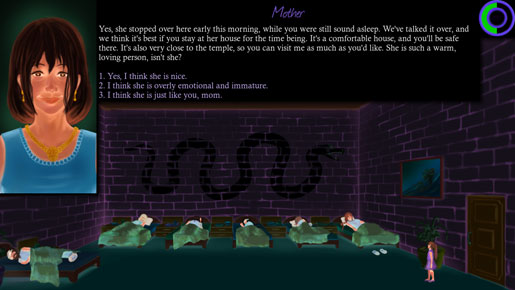 Mother
Yes, she stopped over here early this morning, while you were still sound asleep. We've talked it over, and
we think it's best if you stay at her house for the time being. It's a comfortable house, and you'll be safe
there. It's also very close to the temple, so you can visit me as much as you'd like. She is such a warm,
loving person, isn't she?
1. Yes, I think she is nice.
2. I think she is overly emotional and immature.
3. I think she is just like you, mom.